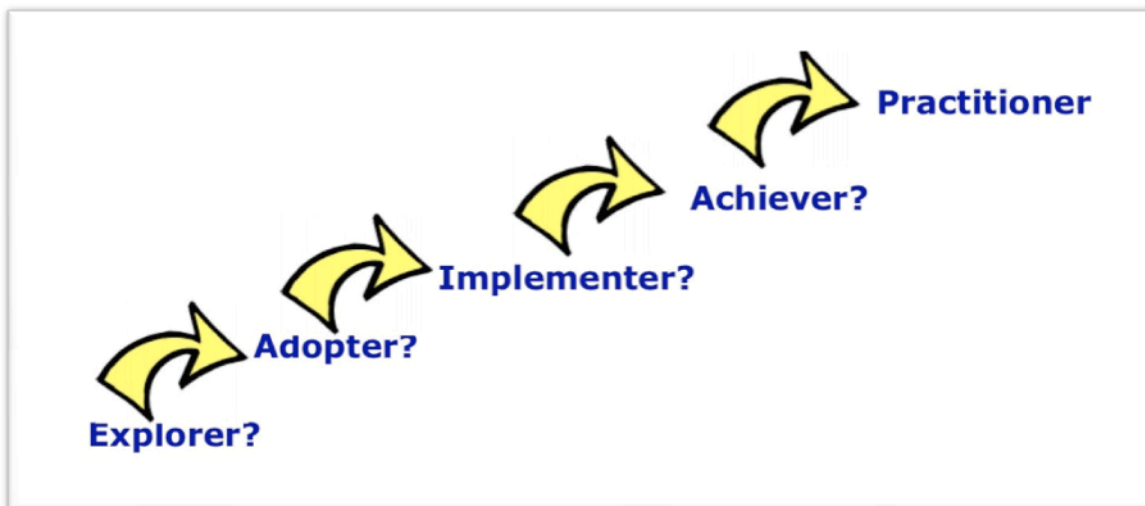 Practitioner
Achiever?
Implementer?
Adopter?
Explorer?